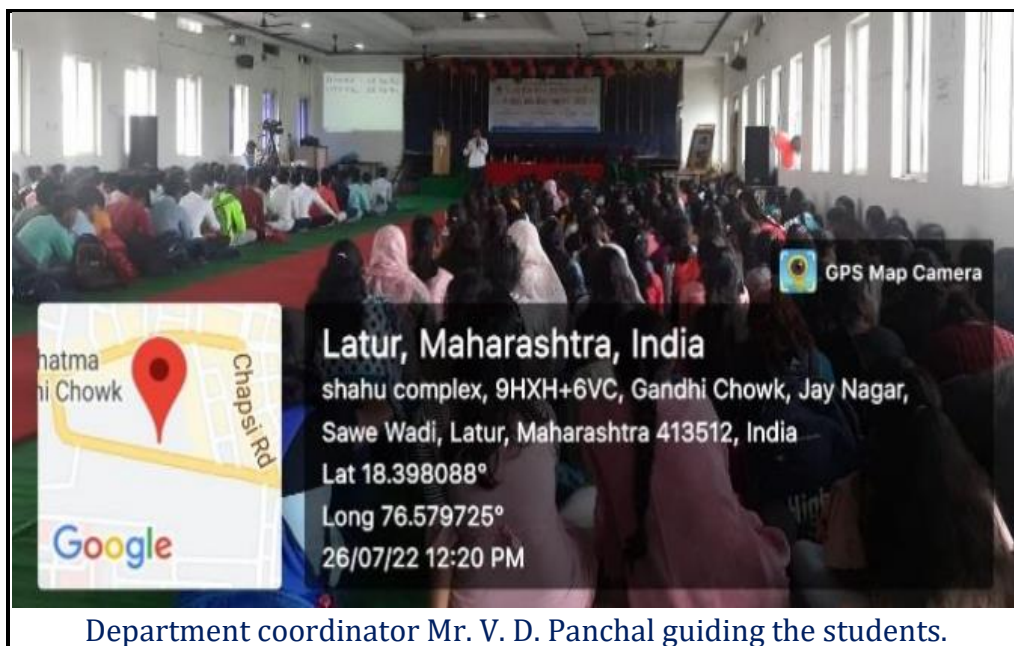 GPS Map Camera
hatma
hi Chowk
Chapsi Rd
Google
Latur, Maharashtra, India
shahu complex, 9HXH+6VC, Gandhi Chowk, Jay Nagar,
Sawe Wadi, Latur, Maharashtra 413512, India
Lat 18.398088°
Long 76.579725°
26/07/22 12:20 PM
Department coordinator Mr. V. D. Panchal guiding the students.